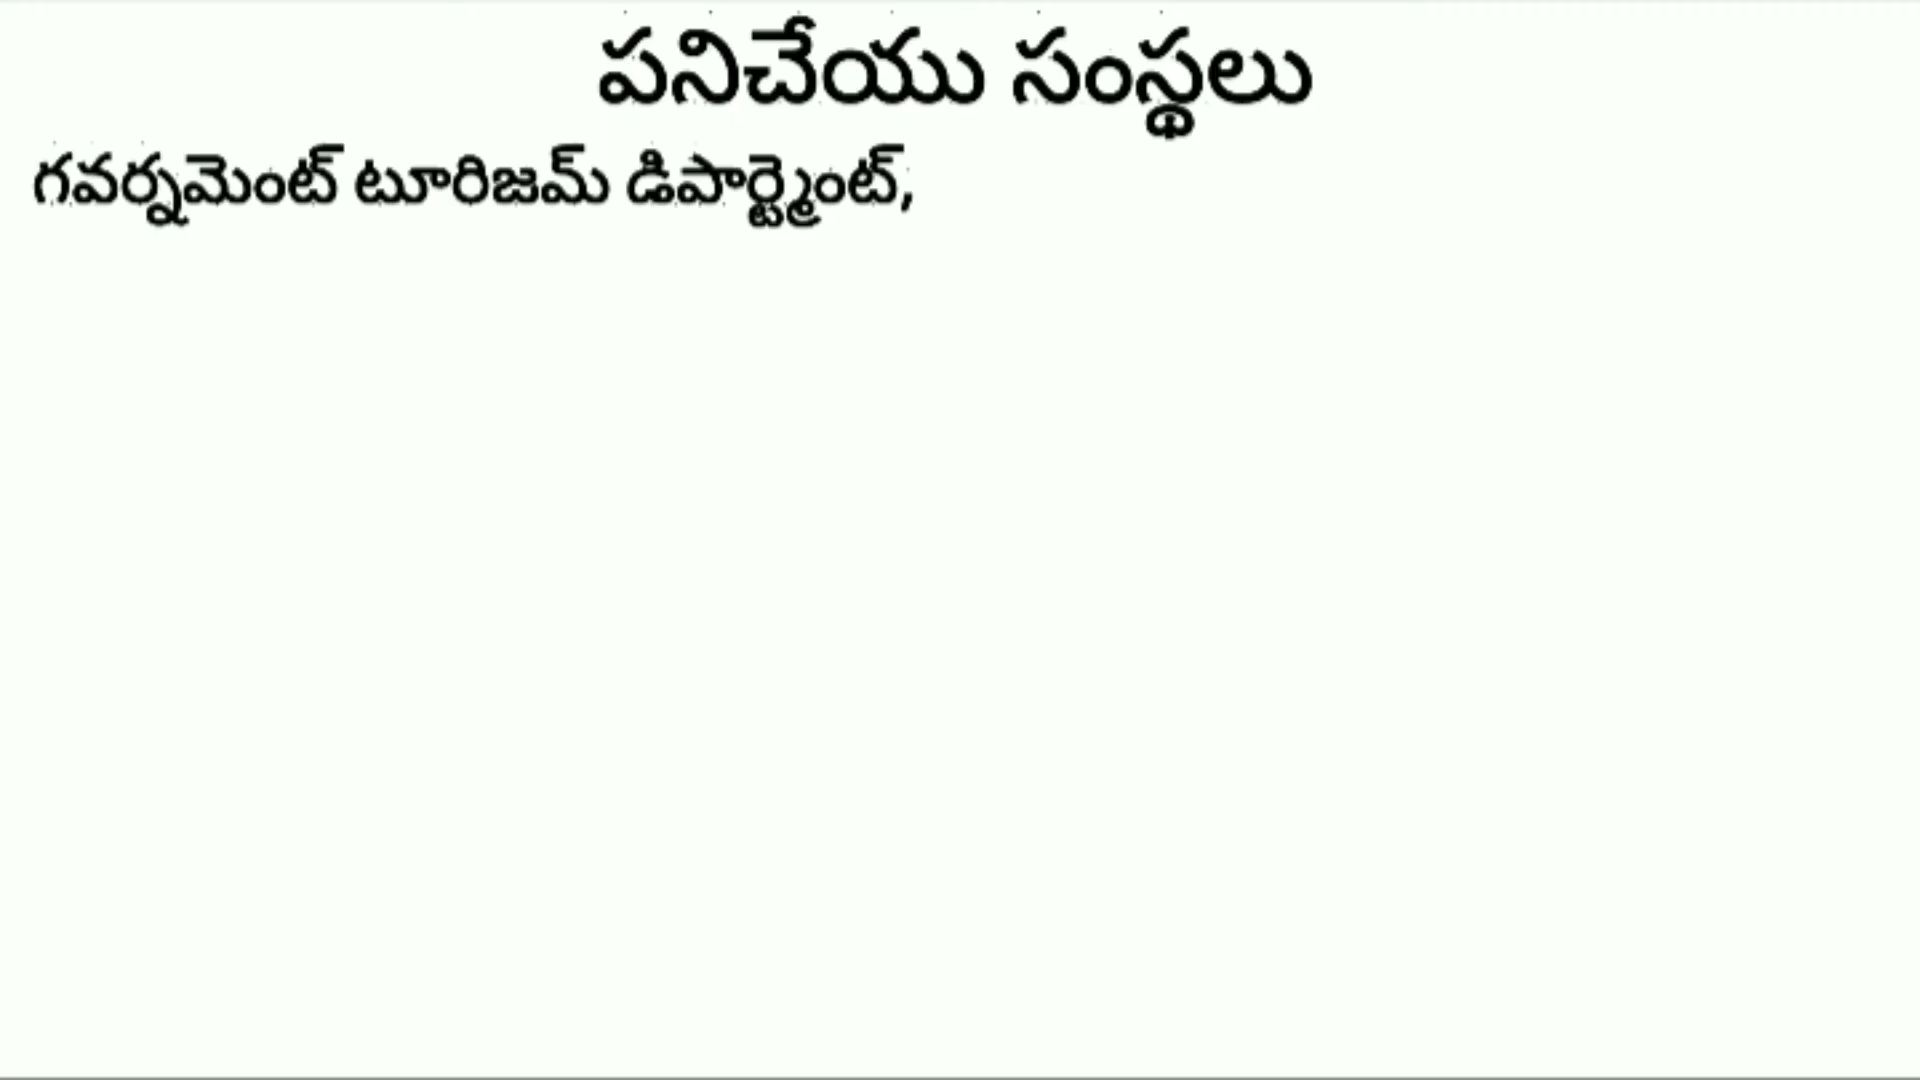 పనిచేయు సంస్థలు
గవర్నమెంట్ టూరిజమ్ డిపార్ట్మెంట్,